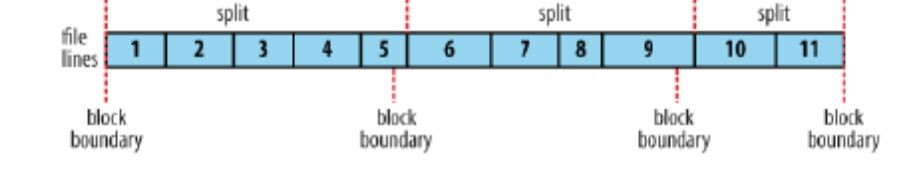 split split split
file
lines
1 2 3 4 5 6 7 8 9 10 11
block
boundary
block
boundary
block
boundary
block
boundary